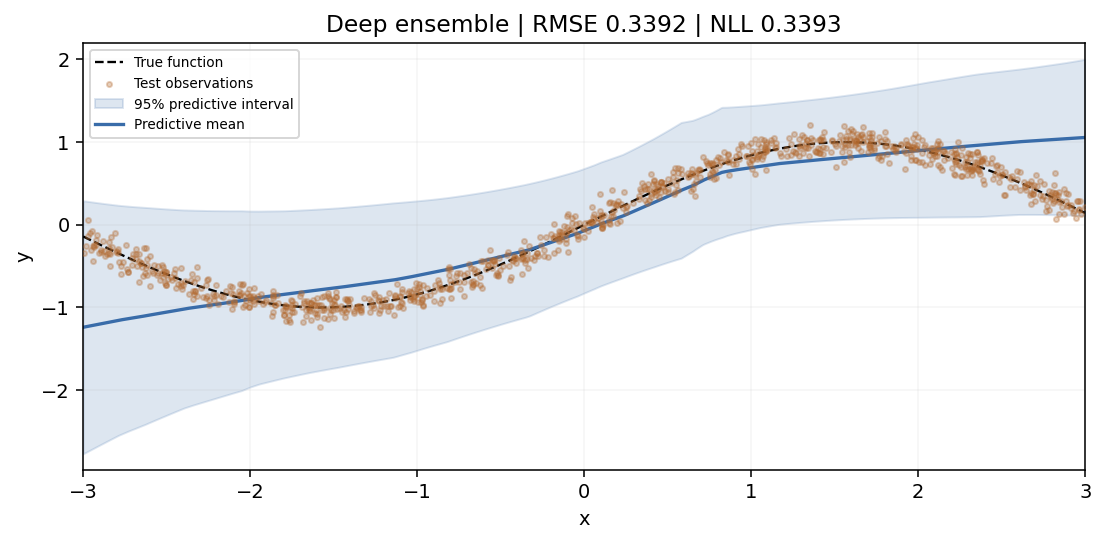 Deep ensemble | RMSE 0.3392 | NLL 0.3393
True function
Test observations
95% predictive interval
Predictive mean
2
1
0
−1
−2
y
−3
−2
−1
0
1
2
3
x